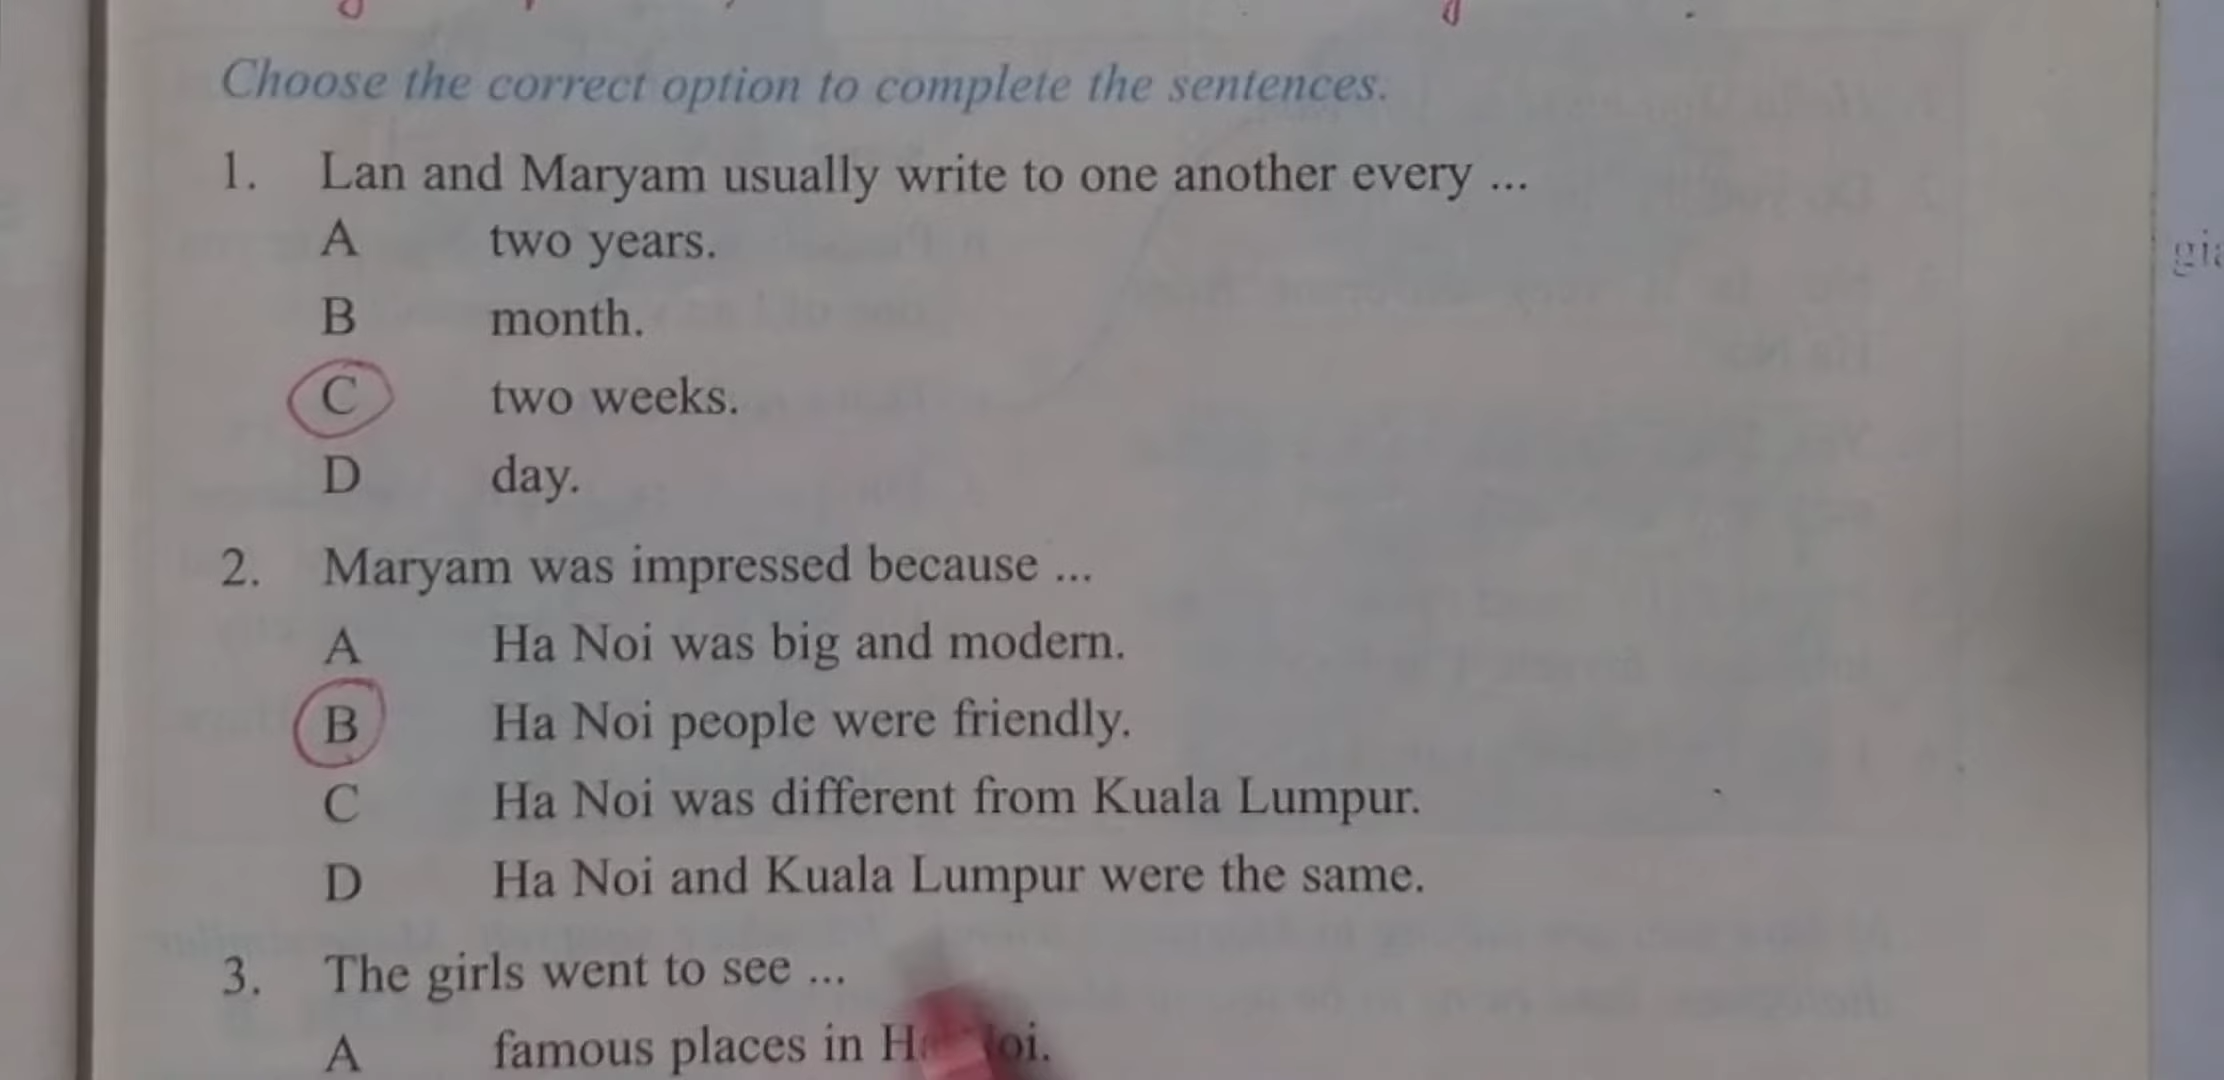 Choose the correct option to complete the sentences.
1. Lan and Maryam usually write to one another every ...
A two years.
B month.
C two weeks.
D day.
2. Maryam was impressed because ...
A Ha Noi was big and modern.
B Ha Noi people were friendly.
C Ha Noi was different from Kuala Lumpur.
D Ha Noi and Kuala Lumpur were the same.
3. The girls went to see ...
A famous places in